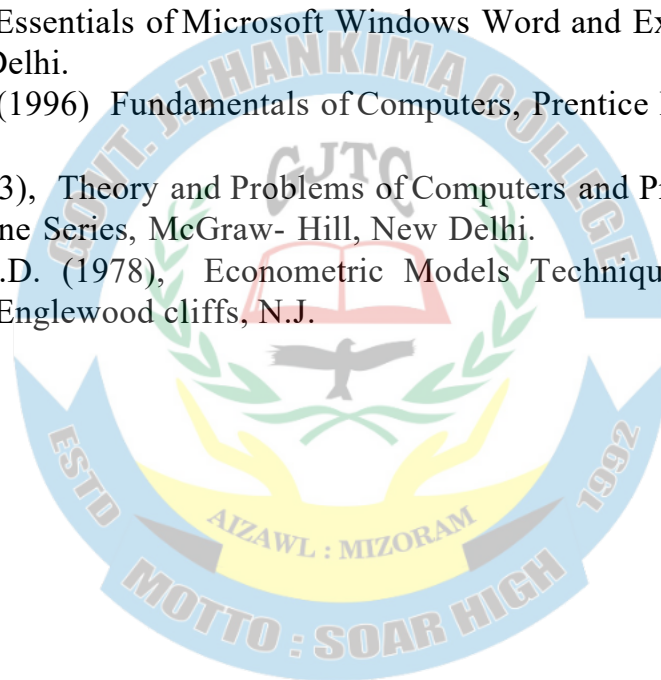 Essentials of Microsoft Windows Word and Ex
Delhi.
(1996) Fundamentals of Computers, Prentice
3), Theory and Problems of Computers and P
ne Series, McGraw- Hill, New Delhi.
.D. (1978), Econometric Models Techniqu
Englewood cliffs, N.J.
GOVT. J. THANKIMA COLLEGE
GJTC
ESTD 1992
AIZAWL : MIZORAM
MOTTO : SOAR HIGH